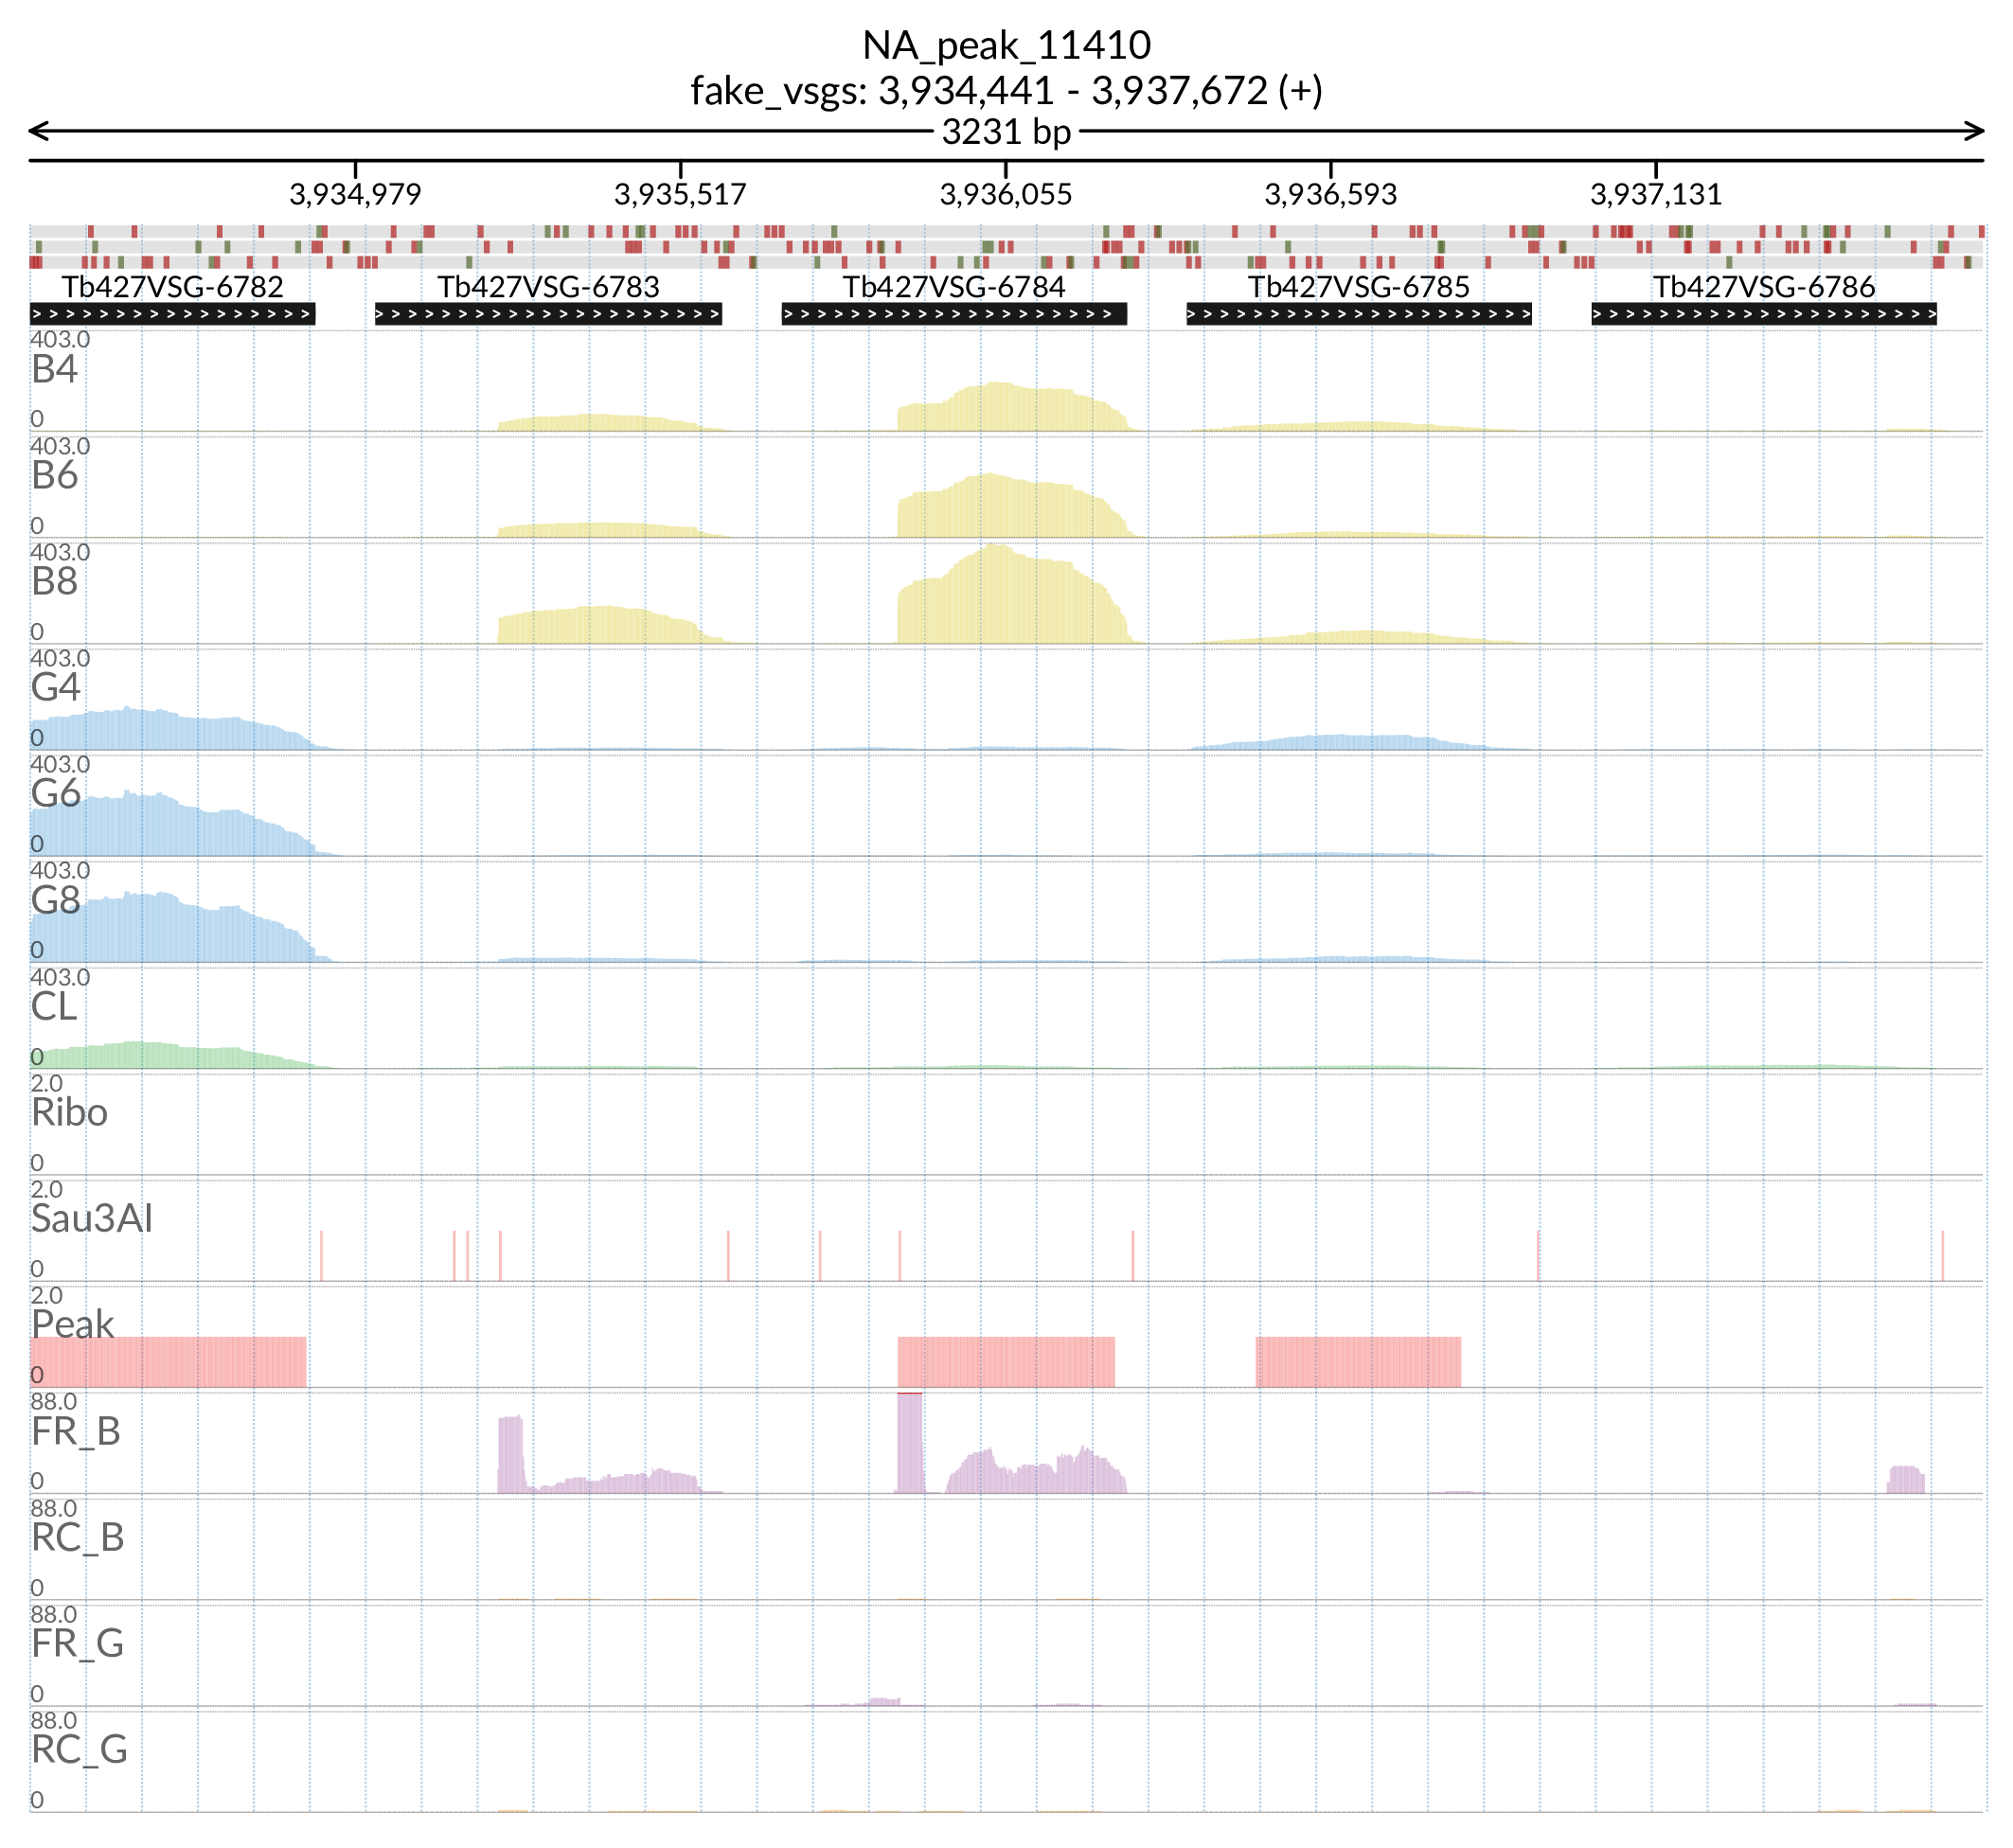 NA_peak_11410
fake_vsgs: 3,934,441 - 3,937,672 (+)
3231 bp
3,934,979 3,935,517 3,936,055 3,936,593 3,937,131
Tb427VSG-6782 Tb427VSG-6783 Tb427VSG-6784 Tb427VSG-6785 Tb427VSG-6786
403.0
B4
0
403.0
B6
0
403.0
B8
0
403.0
G4
0
403.0
G6
0
403.0
G8
0
403.0
CL
0
2.0
Ribo
0
2.0
Sau3AI
0
2.0
Peak
0
88.0
FR_B
0
88.0
RC_B
0
88.0
FR_G
0
88.0
RC_G
0